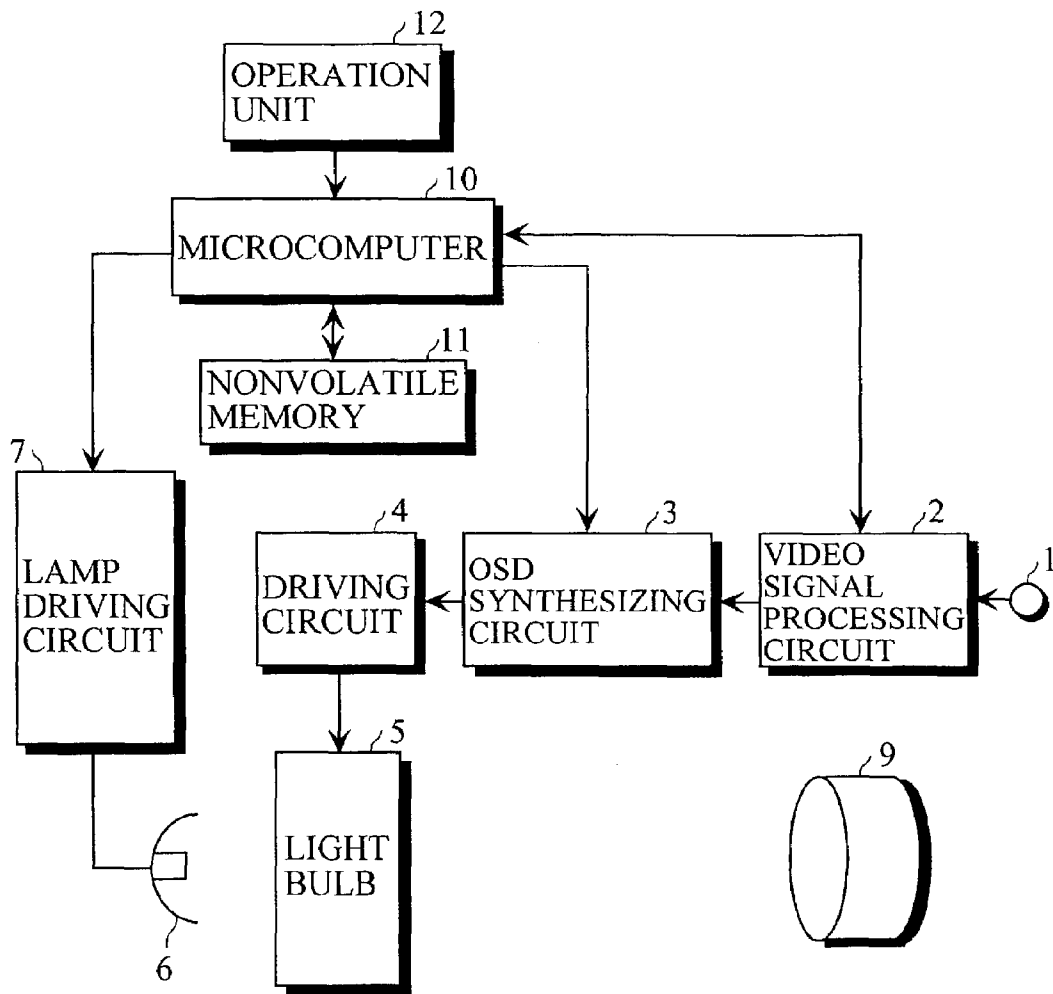 12
OPERATION
UNIT
10
MICROCOMPUTER
11
NONVOLATILE
MEMORY
7
LAMP
DRIVING
CIRCUIT
4
DRIVING
CIRCUIT
3
OSD
SYNTHESIZING
CIRCUIT
2
VIDEO
SIGNAL
PROCESSING
CIRCUIT
1
5
LIGHT
BULB
6
9